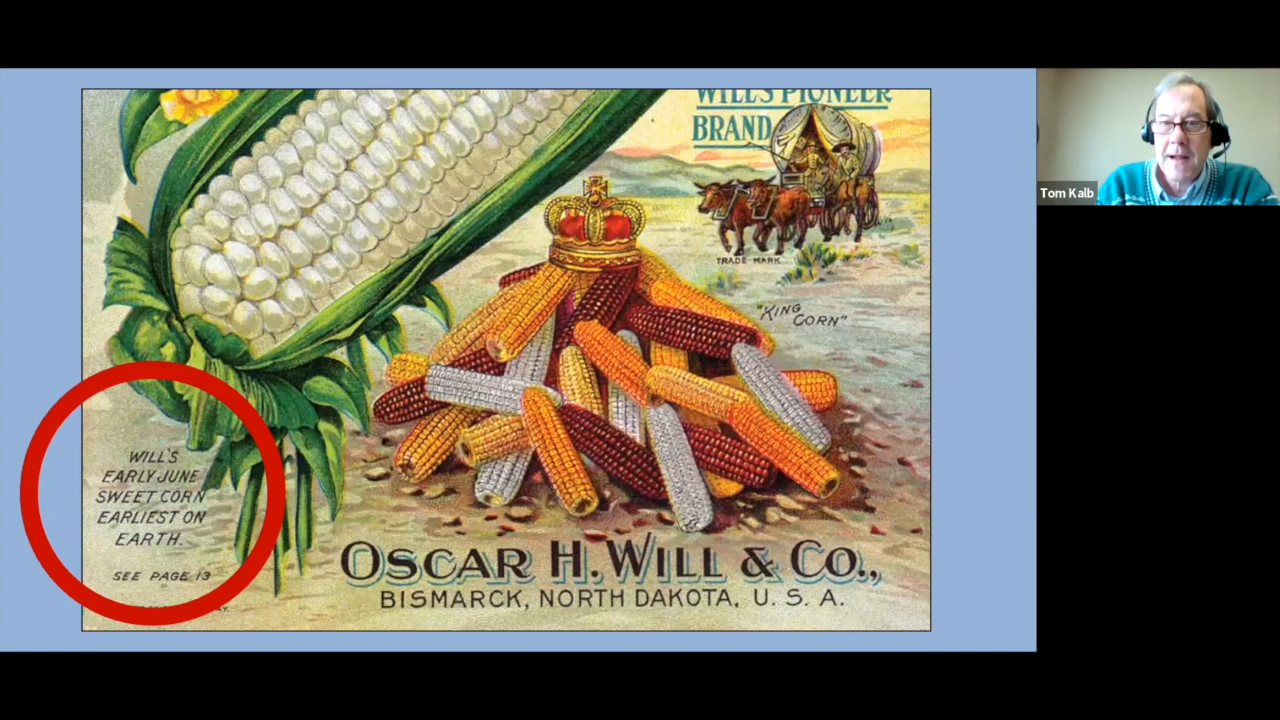 WILL'S PIONEER
BRAND
TRADE MARK
"KING
CORN"
WILL'S
EARLY JUNE
SWEET CORN
EARLIEST ON
EARTH.
SEE PAGE 13
OSCAR H. WILL & CO.,
BISMARCK, NORTH DAKOTA, U. S. A.
Tom Kalb